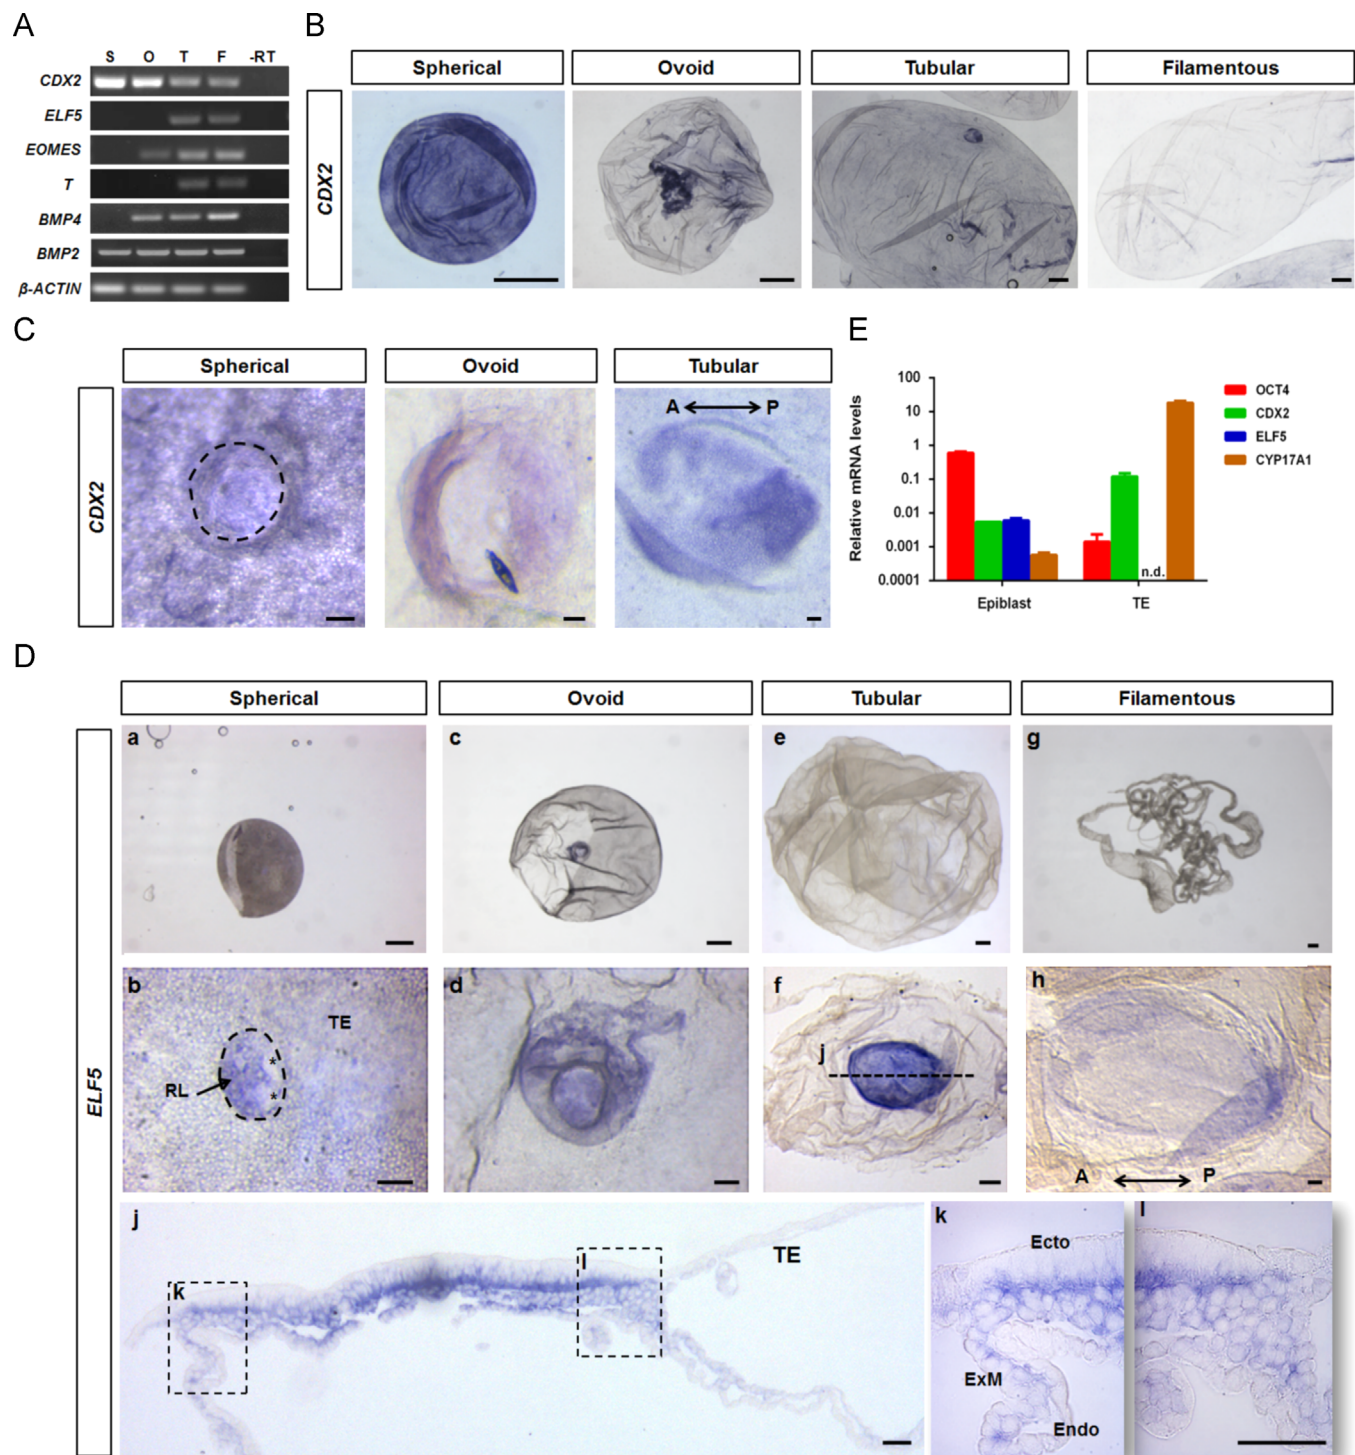 A
S O T F -RT
CDX2
ELF5
EOMES
T
BMP4
BMP2
β-ACTIN
B
Spherical Ovoid Tubular Filamentous
CDX2
C
Spherical Ovoid Tubular
CDX2
A P
E
Relative mRNA levels
100
10
1
0.1
0.01
0.001
0.0001
n.d.
Epiblast TE
OCT4
CDX2
ELF5
CYP17A1
D
Spherical Ovoid Tubular Filamentous
ELF5
a c e g
b d f h
TE
RL
*
*
j
A P
j
k
l
TE
k
Ecto
ExM
Endo
l